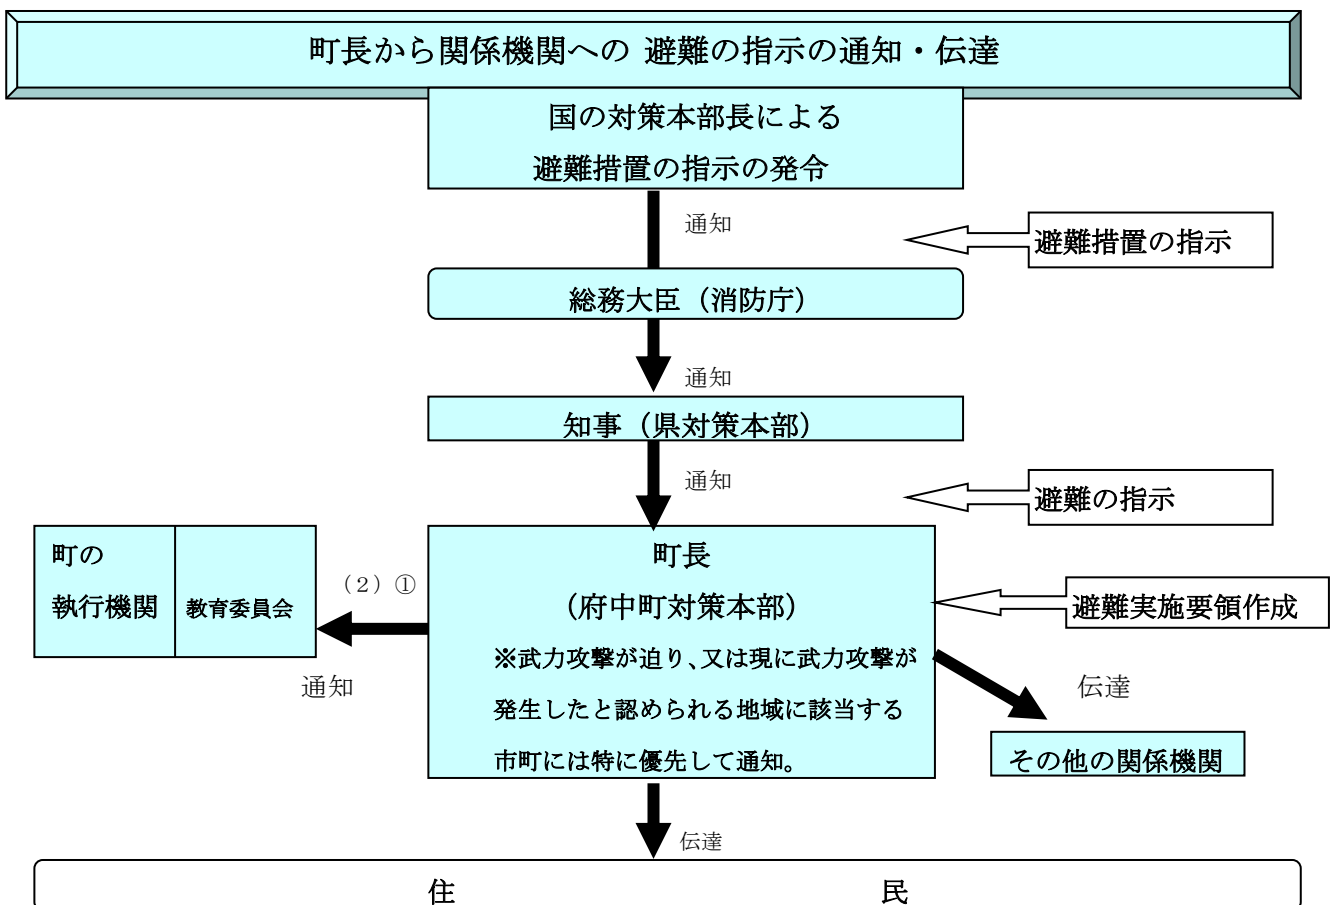 町長から関係機関への 避難の指示の通知・伝達
国の対策本部長による
避難措置の指示の発令
通知
避難措置の指示
総務大臣（消防庁）
通知
知事（県対策本部）
通知
避難の指示
町の
執行機関
教育委員会
（2）①
通知
町長
（府中町対策本部）
※武力攻撃が迫り、又は現に武力攻撃が
発生したと認められる地域に該当する
市町には特に優先して通知。
避難実施要領作成
伝達
その他の関係機関
伝達
住 民